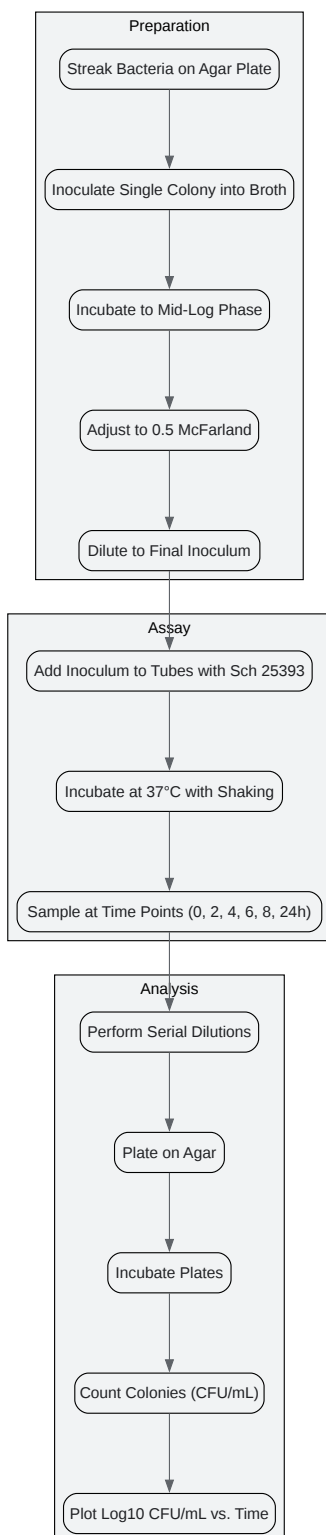 Preparation
Streak Bacteria on Agar Plate
Inoculate Single Colony into Broth
Incubate to Mid-Log Phase
Adjust to 0.5 McFarland
Dilute to Final Inoculum
Assay
Add Inoculum to Tubes with Sch 25393
Incubate at 37°C with Shaking
Sample at Time Points (0, 2, 4, 6, 8, 24h)
Analysis
Perform Serial Dilutions
Plate on Agar
Incubate Plates
Count Colonies (CFU/mL)
Plot Log10 CFU/mL vs. Time